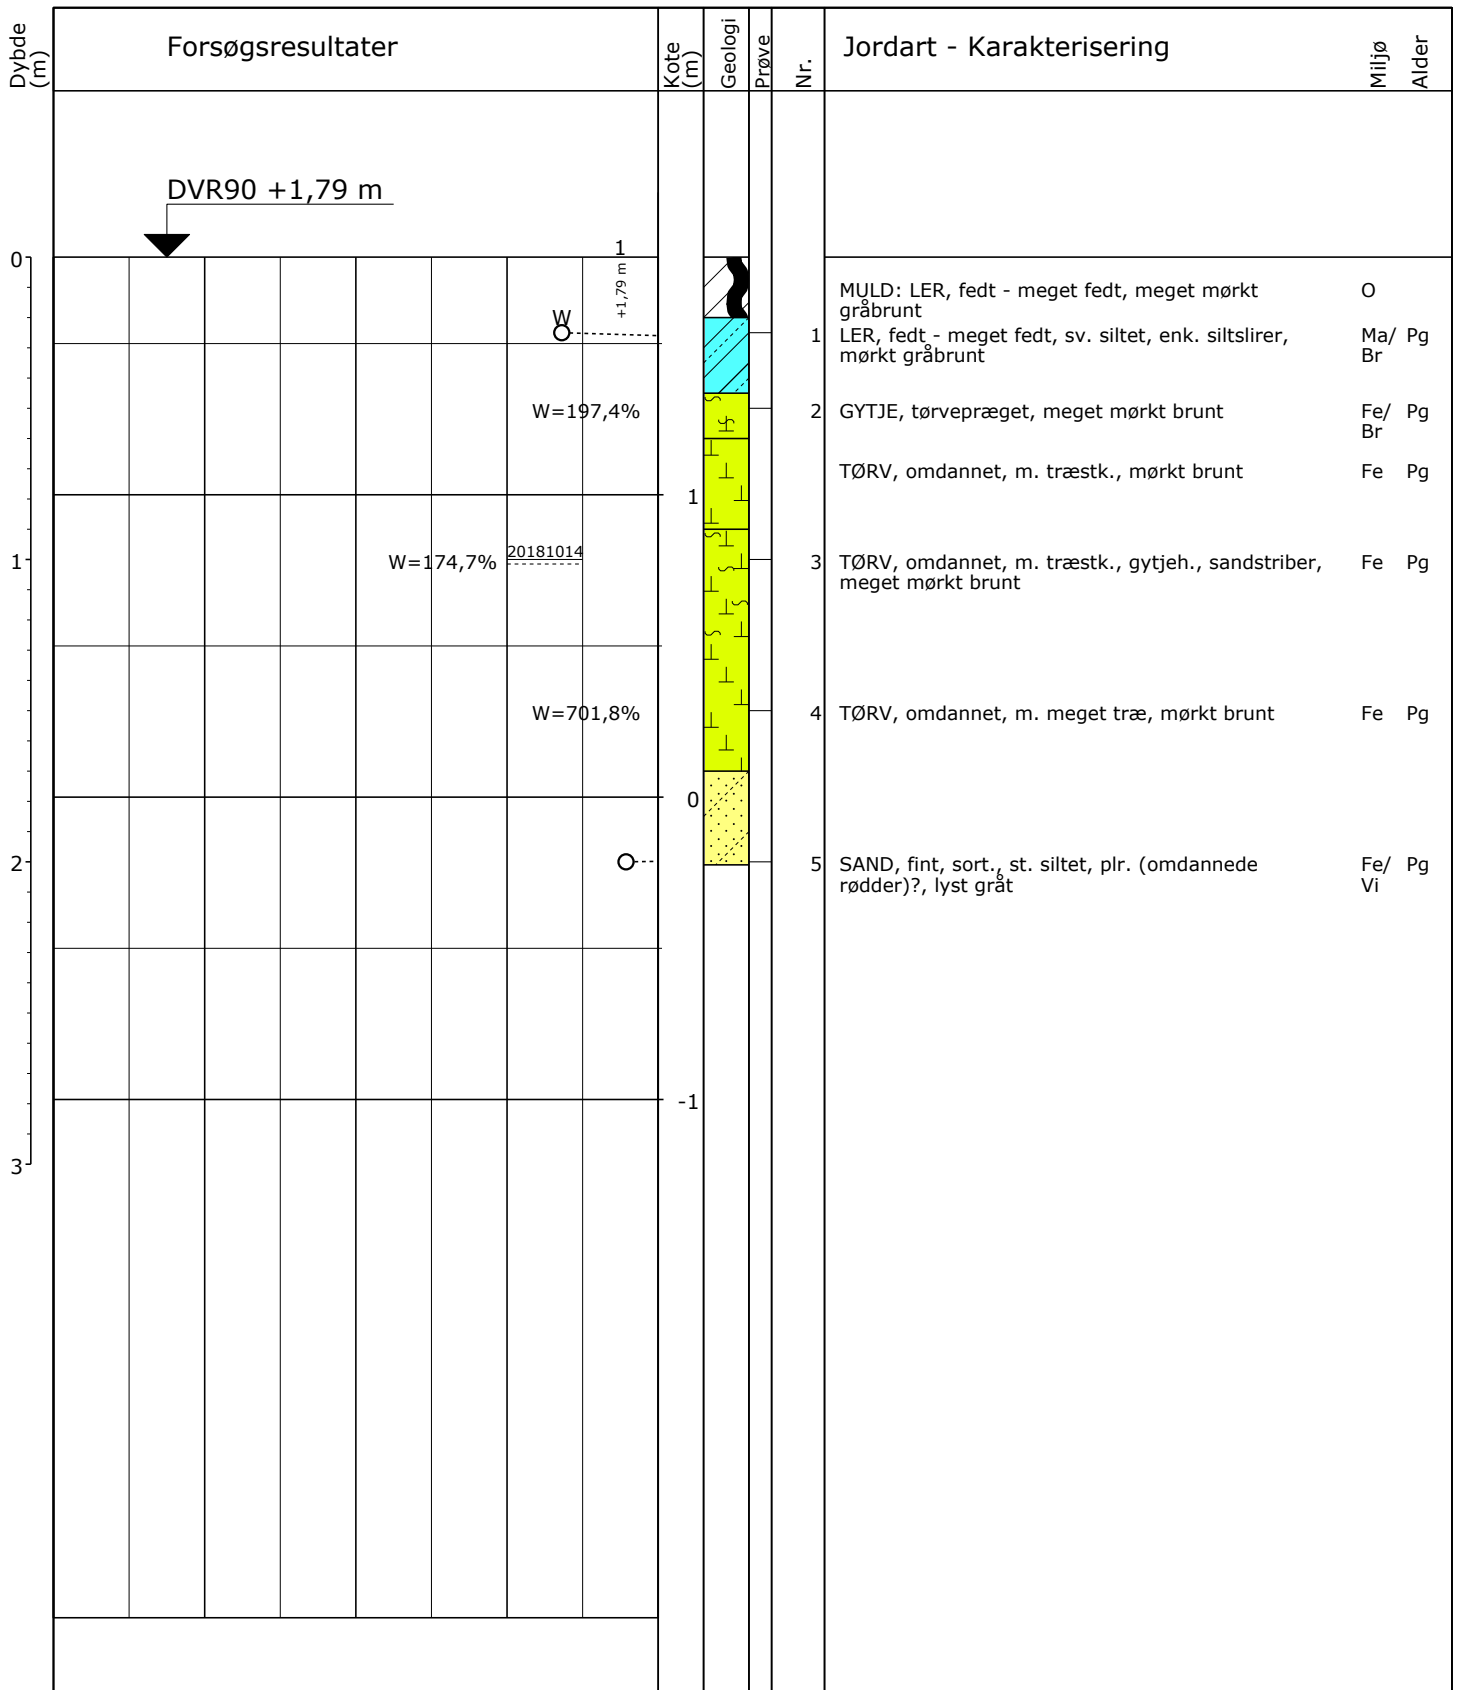 Dybde
(m)
Forsøgsresultater
Kote
(m)
Geologi
Prøve
Nr.
Jordart - Karakterisering
Miljø
Alder
DVR90 +1,79 m
0
1
+1,79 m
W
MULD: LER, fedt - meget fedt, meget mørkt
gråbrunt
O
1
LER, fedt - meget fedt, sv. siltet, enk. siltslirer,
mørkt gråbrunt
Ma/
Br
Pg
W=197,4%
2
GYTJE, tørvepræget, meget mørkt brunt
Fe/
Br
Pg
TØRV, omdannet, m. træstk., mørkt brunt
Fe
Pg
1
1
W=174,7%
20181014
3
TØRV, omdannet, m. træstk., gytjeh., sandstriber,
meget mørkt brunt
Fe
Pg
W=701,8%
4
TØRV, omdannet, m. meget træ, mørkt brunt
Fe
Pg
0
2
5
SAND, fint, sort., st. siltet, plr. (omdannede
rødder)?, lyst gråt
Fe/
Vi
Pg
-1
3